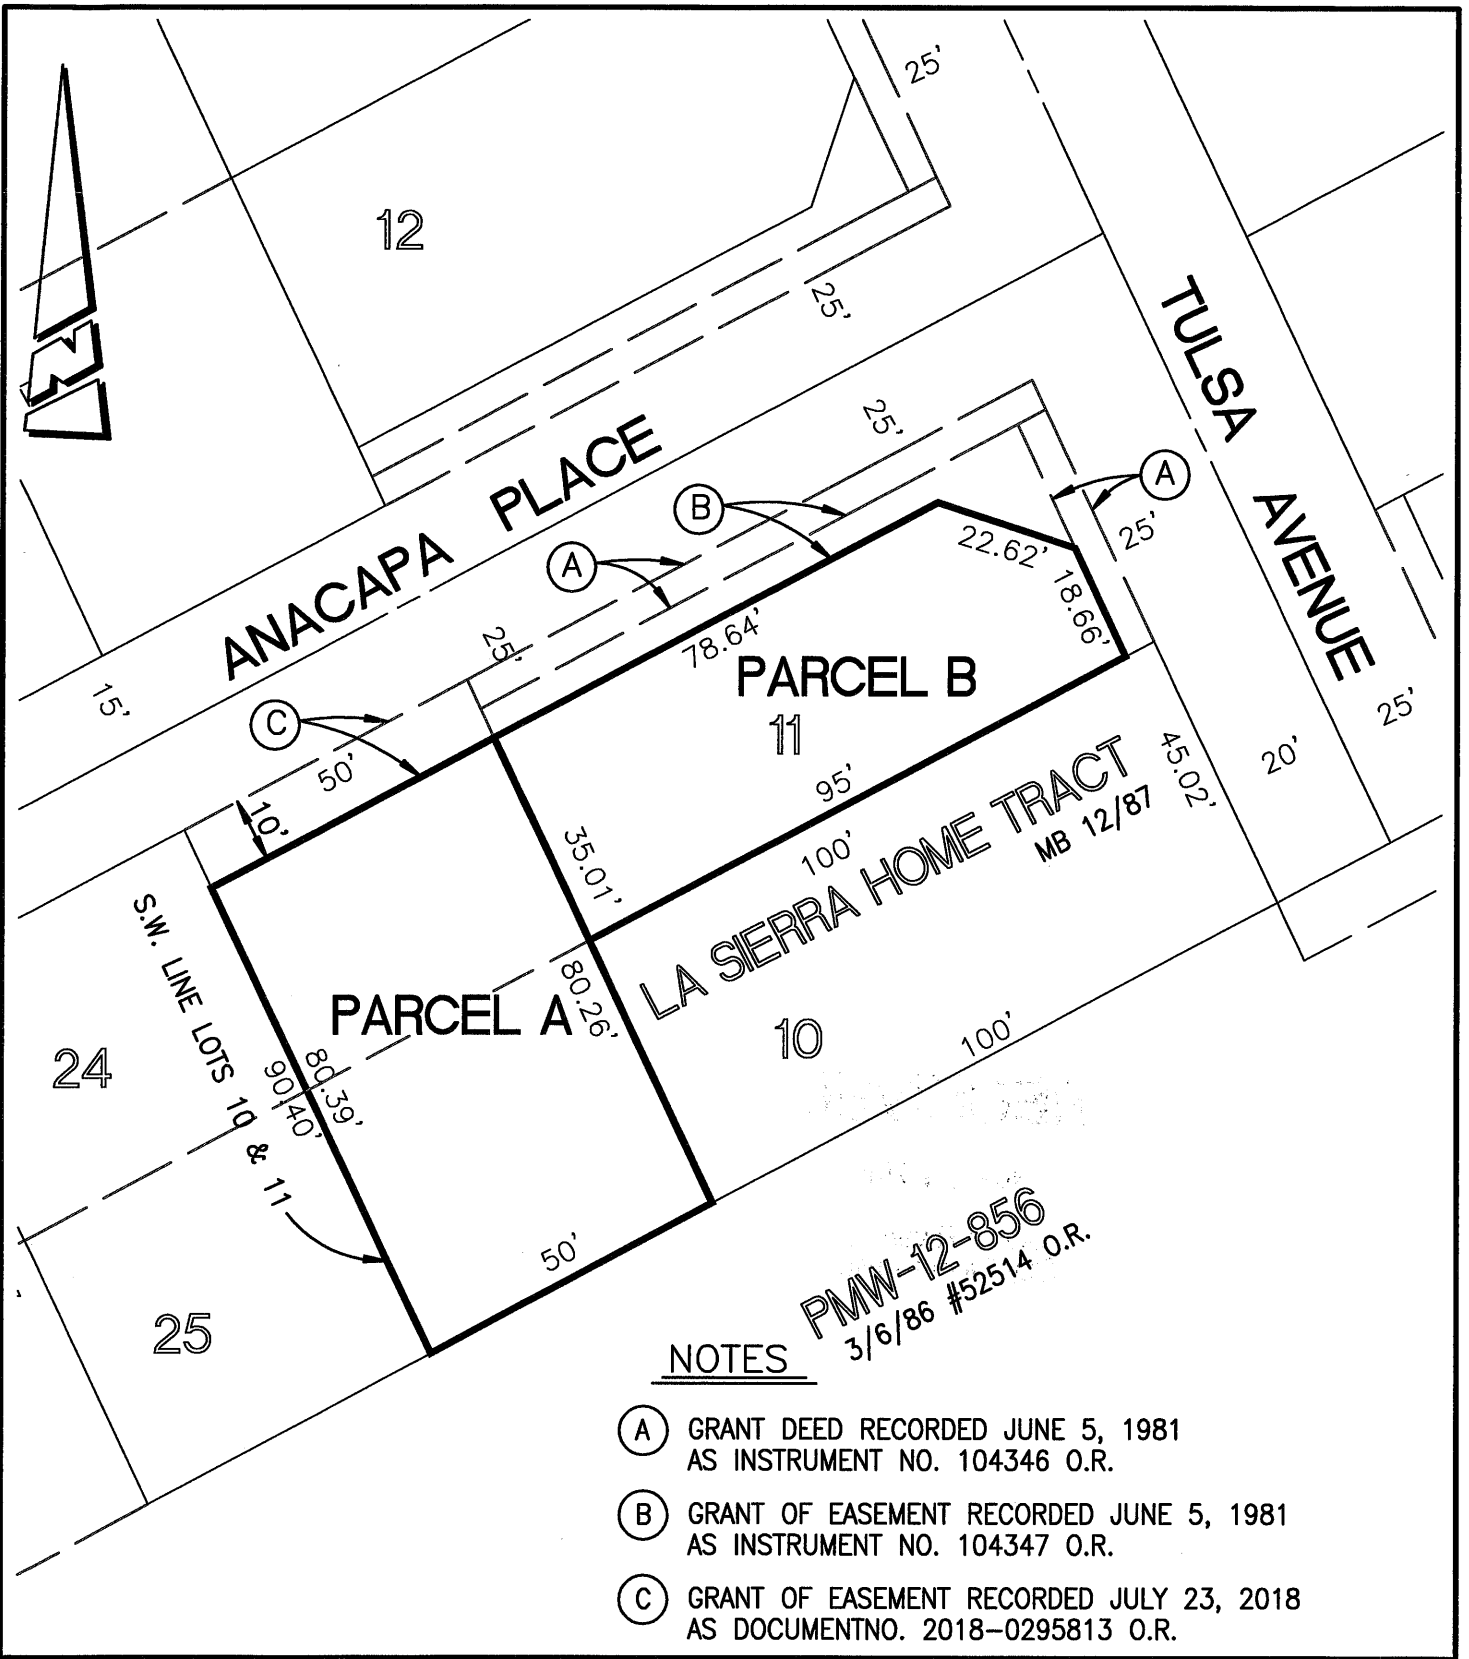 25'
12
N
25'
TULSA AVENUE
25'
ANACAPA PLACE
B
A
A
25'
22.62'
18.66'
25'
78.64'
PARCEL B
11
15'
C
50'
10'
25'
45.02'
20'
95'
100'
35.01'
LA SIERRA HOME TRACT
MB 12/87
S.W. LINE LOTS 10 & 11
PARCEL A
80.26'
10
100'
24
90.40'
80.39'
50'
25
PMW-12-856
3/6/86 #52514 O.R.
NOTES
A GRANT DEED RECORDED JUNE 5, 1981
AS INSTRUMENT NO. 104346 O.R.
B GRANT OF EASEMENT RECORDED JUNE 5, 1981
AS INSTRUMENT NO. 104347 O.R.
C GRANT OF EASEMENT RECORDED JULY 23, 2018
AS DOCUMENTNO. 2018-0295813 O.R.